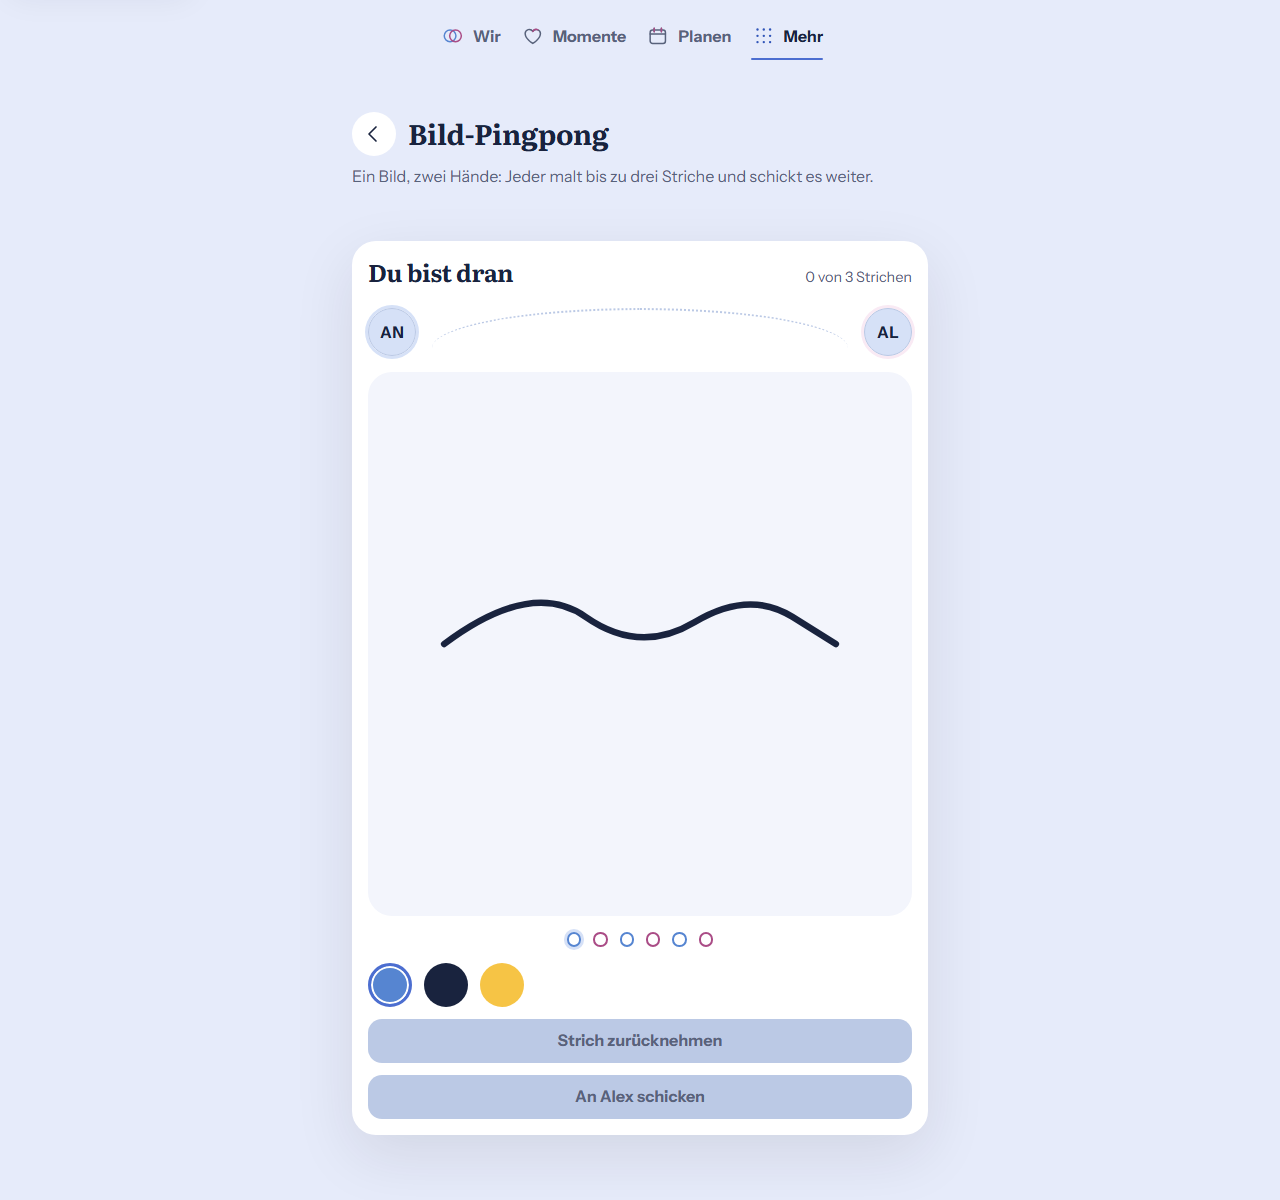 Wir Momente Planen Mehr
Bild-Pingpong
Ein Bild, zwei Hände: Jeder malt bis zu drei Striche und schickt es weiter.
Du bist dran
0 von 3 Strichen
AN
AL
Strich zurücknehmen
An Alex schicken